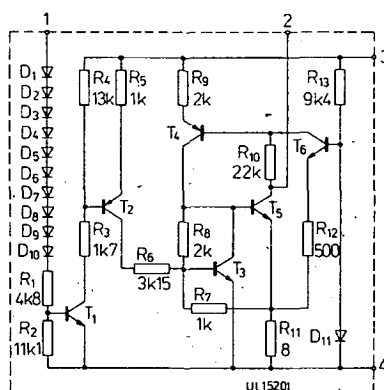 1
2
3
D1
D2
D3
D4
D5
D6
D7
D8
D9
D10
R1
4k8
R2
11k1
T1
R4
13k
R5
1k
T2
R3
1k7
R6
3k15
R9
2k
T4
R8
2k
T3
R7
1k
R10
22k
T5
R11
8
T6
R12
500
R13
9k4
D11
4
UL1520L